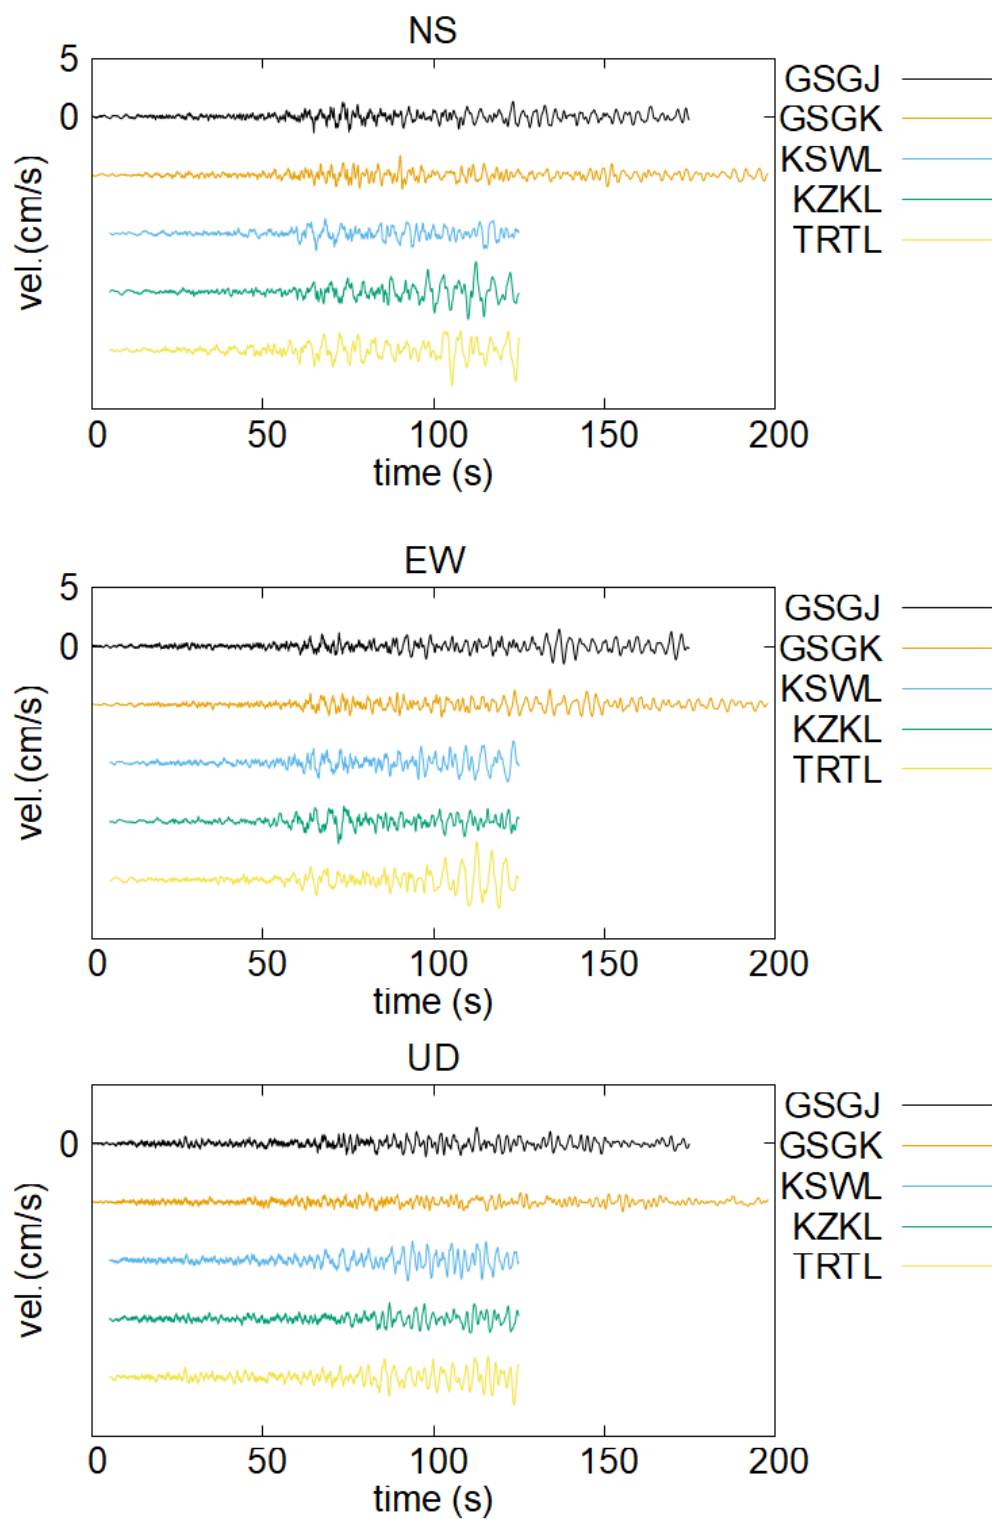 NS
5
0
vel.(cm/s)
GSGJ
GSGK
KSWL
KZKL
TRTL
0 50 100 150 200
time (s)
EW
5
0
vel.(cm/s)
GSGJ
GSGK
KSWL
KZKL
TRTL
0 50 100 150 200
time (s)
UD
0
vel.(cm/s)
GSGJ
GSGK
KSWL
KZKL
TRTL
0 50 100 150 200
time (s)